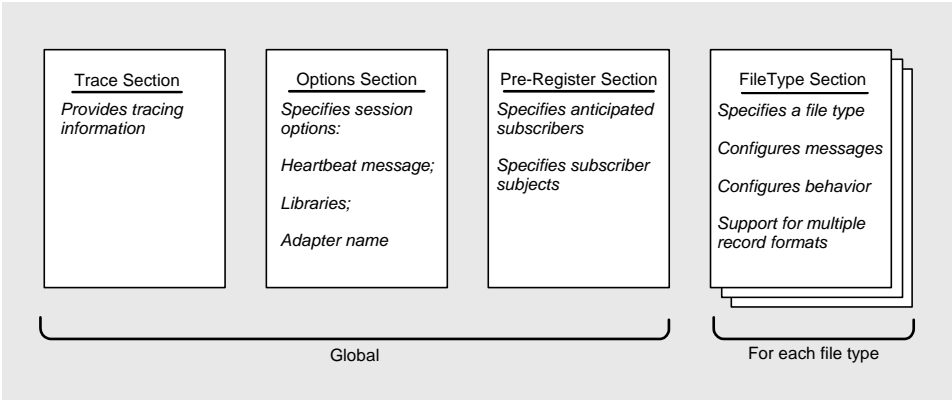 Trace Section
Provides tracing
information
Options Section
Specifies session
options:
Heartbeat message;
Libraries;
Adapter name
Pre-Register Section
Specifies anticipated
subscribers
Specifies subscriber
subjects
FileType Section
Specifies a file type
Configures messages
Configures behavior
Support for multiple
record formats
Global
For each file type